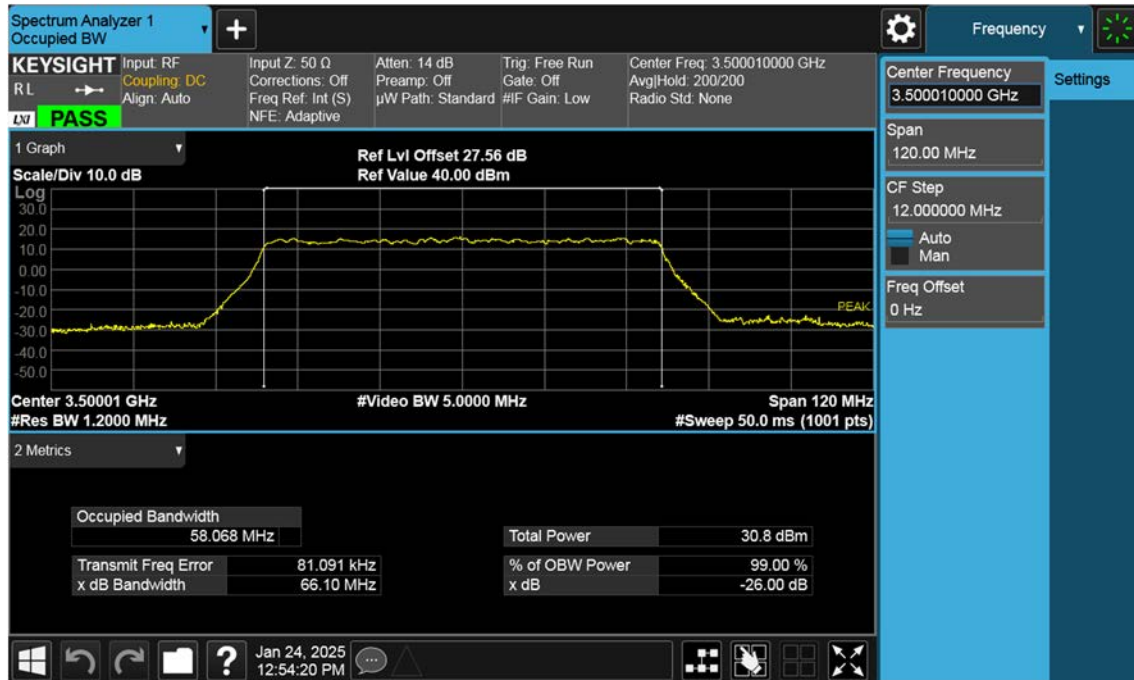 Spectrum Analyzer 1
Occupied BW
+
Frequency
KEYSIGHT
R L
LXI
PASS
Input: RF
Coupling: DC
Align: Auto
Input Z: 50 Ω
Corrections: Off
Freq Ref: Int (S)
NFE: Adaptive
Atten: 14 dB
Preamp: Off
µW Path: Standard
Trig: Free Run
Gate: Off
#IF Gain: Low
Center Freq: 3.500010000 GHz
Avg|Hold: 200/200
Radio Std: None
Center Frequency
3.500010000 GHz
Settings
Span
120.00 MHz
CF Step
12.000000 MHz
Auto
Man
Freq Offset
0 Hz
1 Graph
Scale/Div 10.0 dB
Ref Lvl Offset 27.56 dB
Ref Value 40.00 dBm
Log
30.0
20.0
10.0
0.00
-10.0
-20.0
-30.0
-40.0
-50.0
PEAK
Center 3.50001 GHz
#Res BW 1.2000 MHz
#Video BW 5.0000 MHz
Span 120 MHz
#Sweep 50.0 ms (1001 pts)
2 Metrics
Occupied Bandwidth
58.068 MHz
Total Power 30.8 dBm
Transmit Freq Error 81.091 kHz
% of OBW Power 99.00 %
x dB Bandwidth 66.10 MHz
x dB -26.00 dB
?
Jan 24, 2025
12:54:20 PM